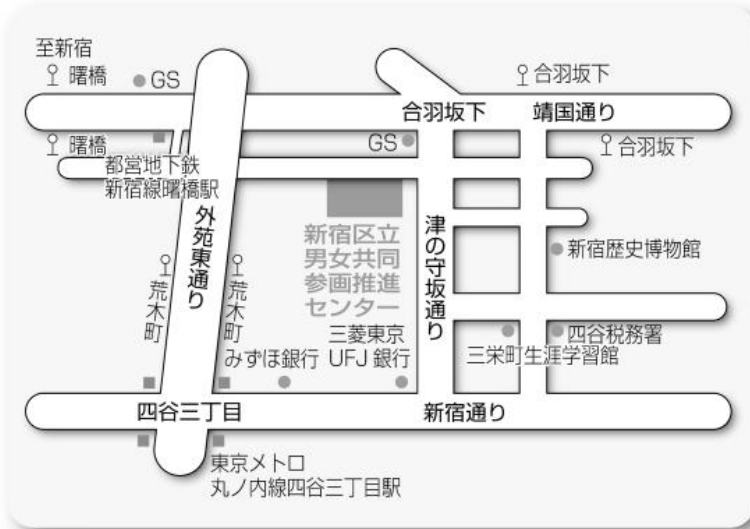 至新宿
曙橋
GS
合羽坂下
合羽坂下
靖国通り
曙橋
GS
合羽坂下
都営地下鉄
新宿線曙橋駅
外苑東通り
新宿区立
男女共同
参画推進
センター
津の守坂通り
新宿歴史博物館
荒木町
荒木町
三菱東京
UFJ 銀行
みずほ銀行
四谷税務署
三栄町生涯学習館
四谷三丁目
新宿通り
東京メトロ
丸ノ内線四谷三丁目駅